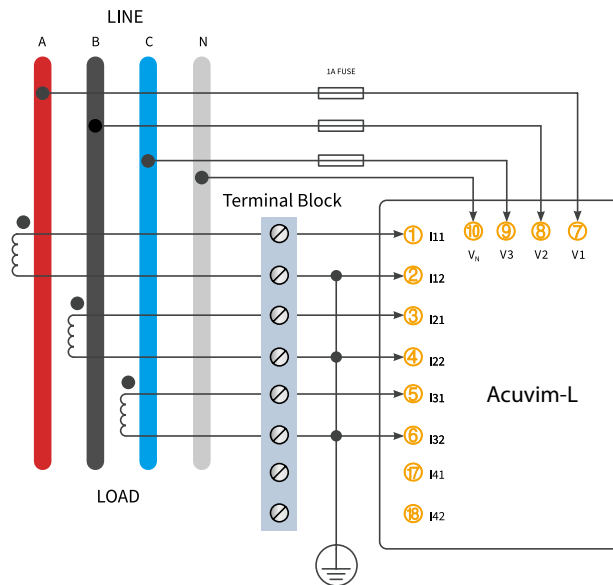 LINE
A B C N
1A FUSE
Terminal Block
10 9 8 7
VN V3 V2 V1
1 I11
2 I12
3 I21
4 I22
5 I31
6 I32
17 I41
18 I42
Acuvim-L
LOAD